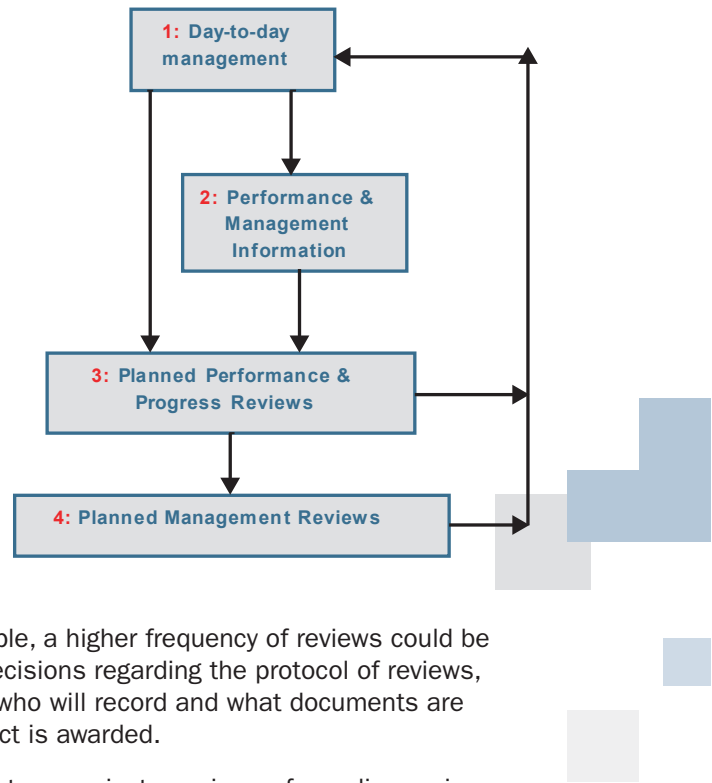 1: Day-to-day
management
2: Performance &
Management
Information
3: Planned Performance &
Progress Reviews
4: Planned Management Reviews
ple, a higher frequency of reviews could be
ecisions regarding the protocol of reviews,
who will record and what documents are
ct is awarded.